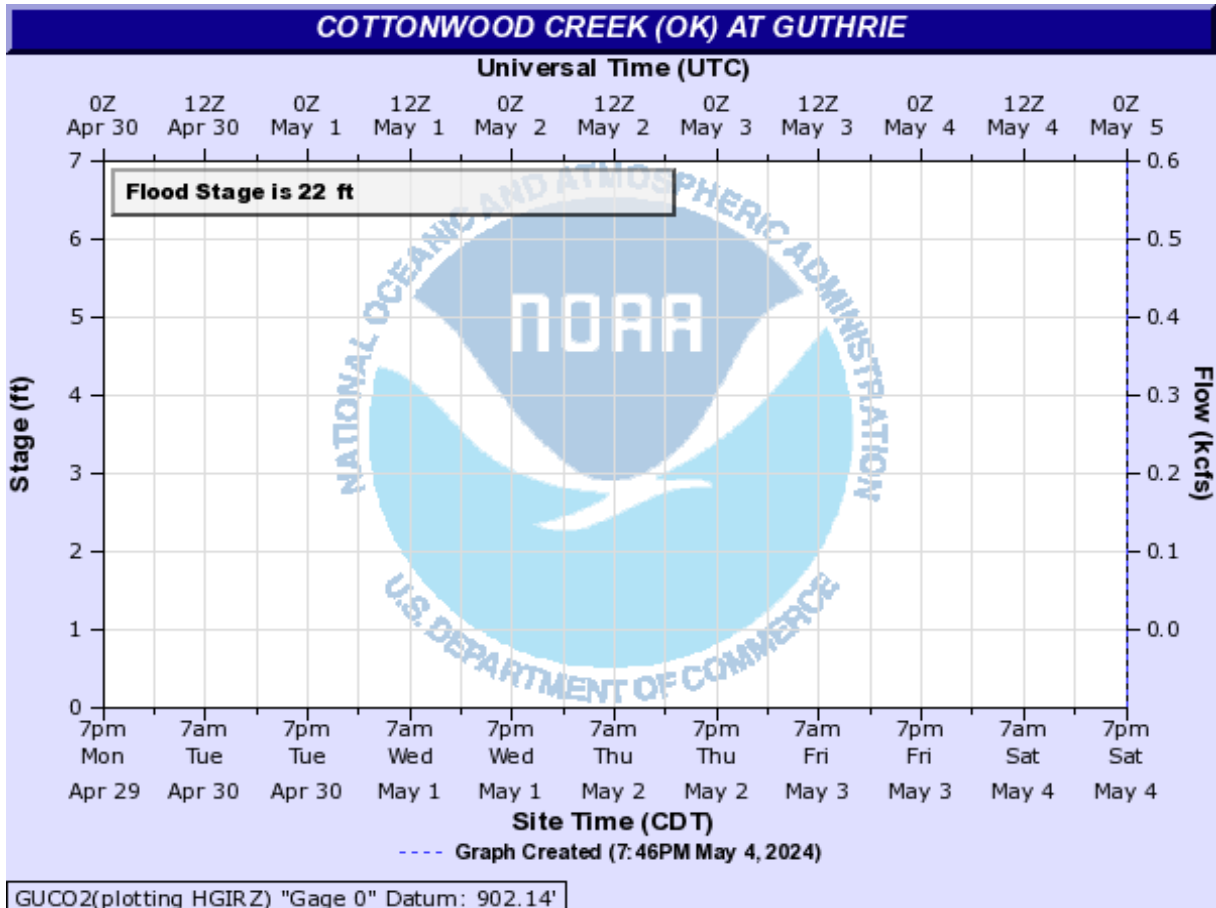 COTTONWOOD CREEK (OK) AT GUTHRIE
Universal Time (UTC)
0Z 12Z 0Z 12Z 0Z 12Z 0Z 12Z 0Z 12Z 0Z
Apr 30 Apr 30 May 1 May 1 May 2 May 2 May 3 May 3 May 4 May 4 May 5
Flood Stage is 22 ft
7 0.6
6 0.5
5 0.4
4 0.3
3 0.2
2 0.1
1 0.0
0
Stage (ft)
Flow (kcfs)
NATIONAL OCEANIC AND ATMOSPHERIC ADMINISTRATION
NOAA
U.S. DEPARTMENT OF COMMERCE
7pm 7am 7pm 7am 7pm 7am 7pm 7am 7pm 7am 7pm
Mon Tue Tue Wed Wed Thu Thu Fri Fri Sat Sat
Apr 29 Apr 30 Apr 30 May 1 May 1 May 2 May 2 May 3 May 3 May 4 May 4
Site Time (CDT)
---- Graph Created (7:46PM May 4, 2024)
GUCO2(plotting HGIRZ) "Gage 0" Datum: 902.14'